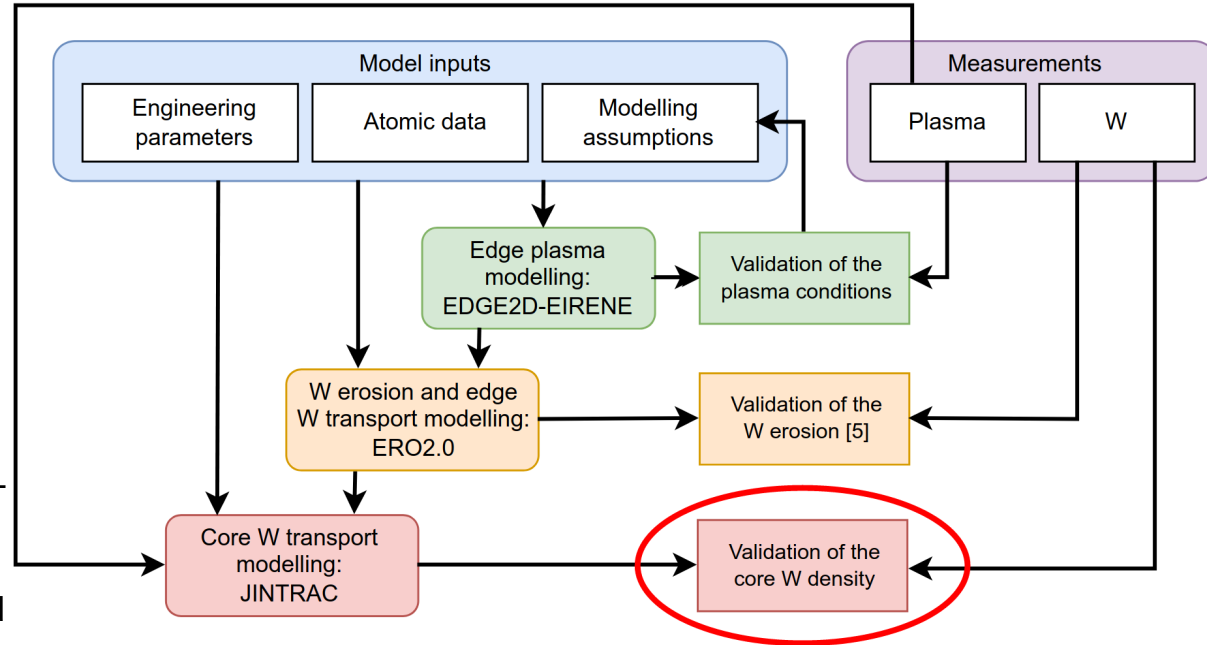 Model inputs
Measurements
Engineering
parameters
Atomic data
Modelling
assumptions
Plasma
W
Edge plasma
modelling:
EDGE2D-EIRENE
Validation of the
plasma conditions
W erosion and edge
W transport modelling:
ERO2.0
Validation of the
W erosion [5]
Core W transport
modelling:
JINTRAC
Validation of the
core W density